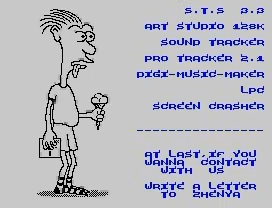 S.T.S 3.3
ART STUDIO 128K
SOUND TRACKER
PRO TRACKER 2.1
DIGI-MUSIC-MAKER
LPC
SCREEN CRASHER
---------------
AT LAST,IF YOU
WANNA CONTACT
WITH US
WRITE A LETTER
TO ZHENYA